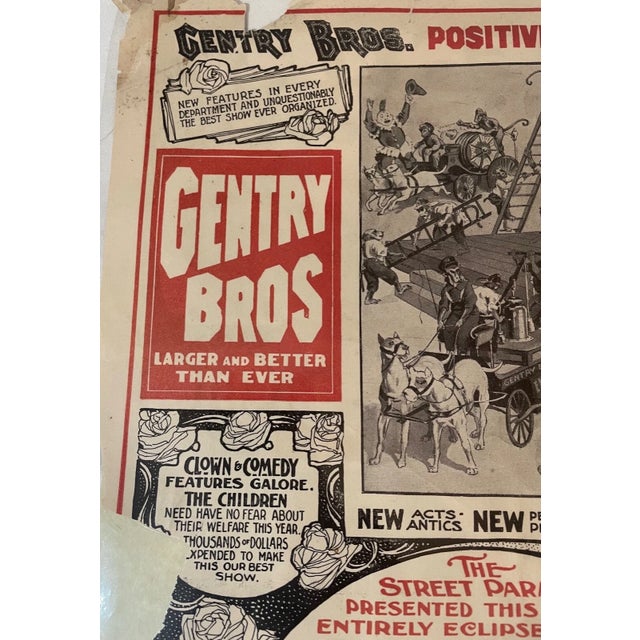 GENTRY BROS. POSITIV
NEW FEATURES IN EVERY
DEPARTMENT AND UNQUESTIONABLY
THE BEST SHOW EVER ORGANIZED.
GENTRY
BROS
LARGER AND BETTER
THAN EVER
GENTRY
CLOWN & COMEDY
FEATURES GALORE.
THE CHILDREN
NEED HAVE NO FEAR ABOUT
THEIR WELFARE THIS YEAR.
THOUSANDS OF DOLLARS
XPENDED TO MAKE
THIS OUR BEST
SHOW.
NEW ACTS- ANTICS NEW
THE
STREET PAR
PRESENTED THIS
ENTIRELY ECLIPSE